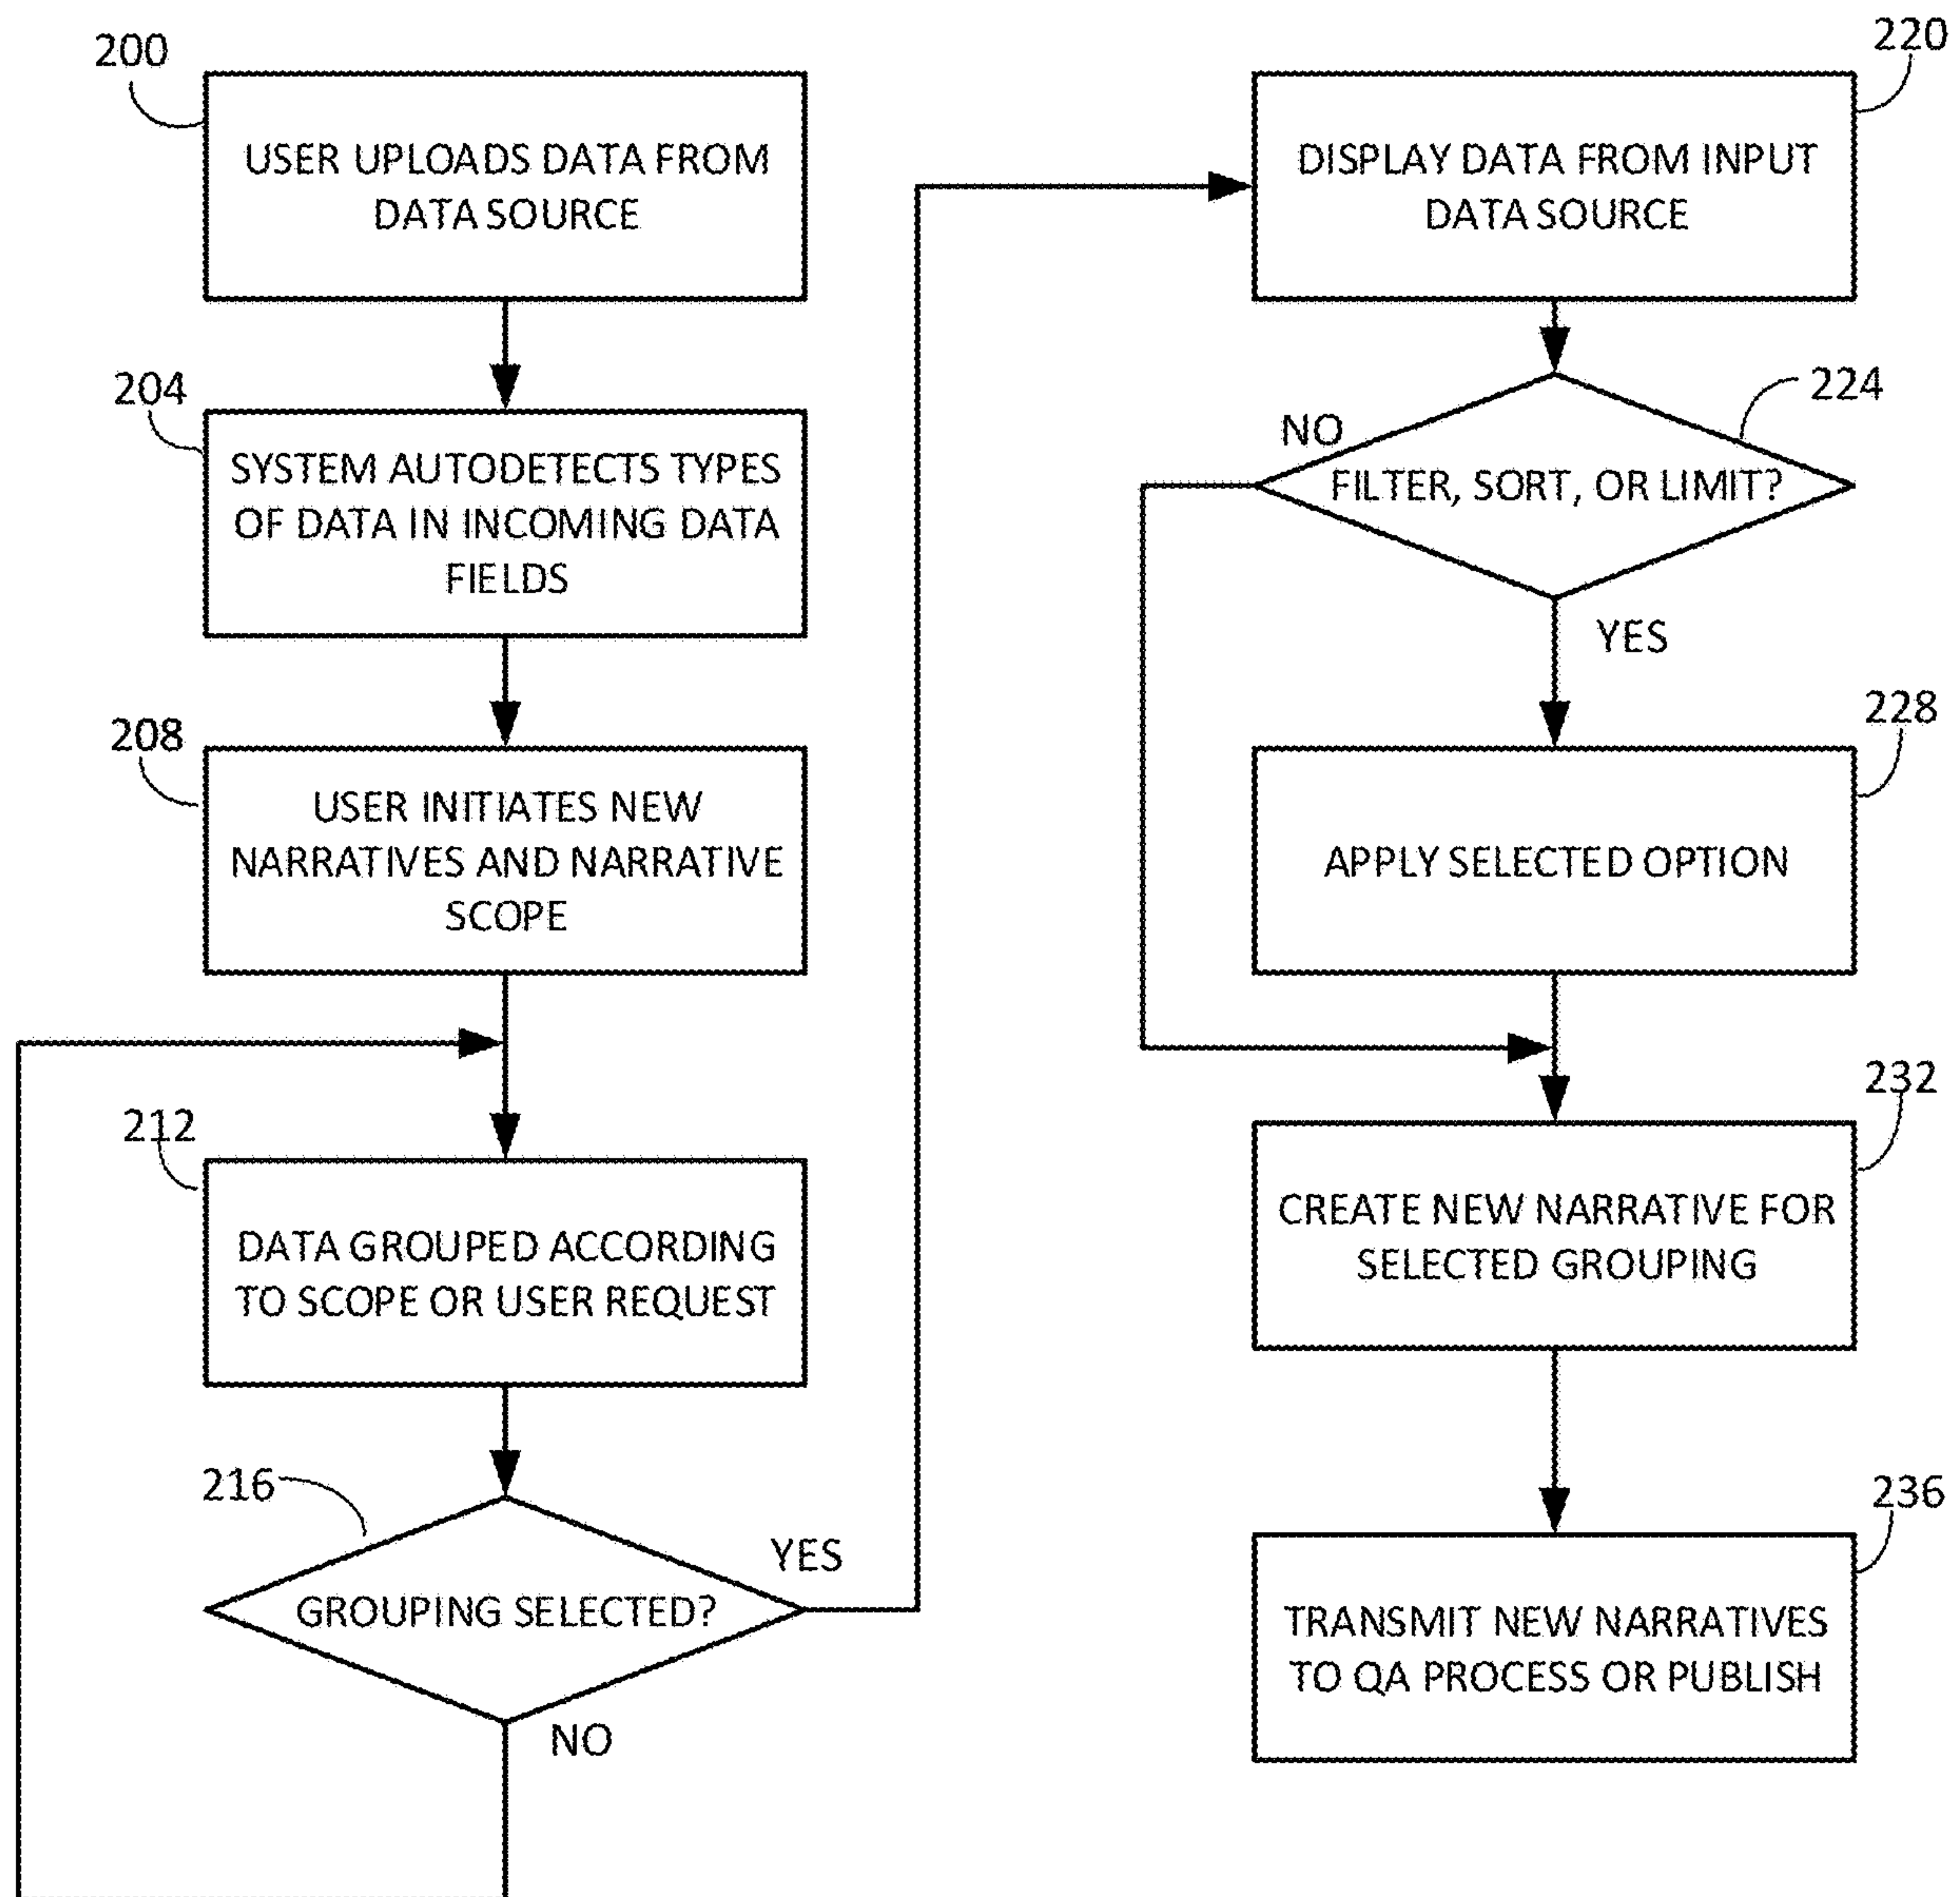 200
USER UPLOADS DATA FROM
DATA SOURCE
204
SYSTEM AUTODETECTS TYPES
OF DATA IN INCOMING DATA
FIELDS
208
USER INITIATES NEW
NARRATIVES AND NARRATIVE
SCOPE
212
DATA GROUPED ACCORDING
TO SCOPE OR USER REQUEST
216
GROUPING SELECTED?
YES
NO
220
DISPLAY DATA FROM INPUT
DATA SOURCE
224
NO
FILTER, SORT, OR LIMIT?
YES
228
APPLY SELECTED OPTION
232
CREATE NEW NARRATIVE FOR
SELECTED GROUPING
236
TRANSMIT NEW NARRATIVES
TO QA PROCESS OR PUBLISH